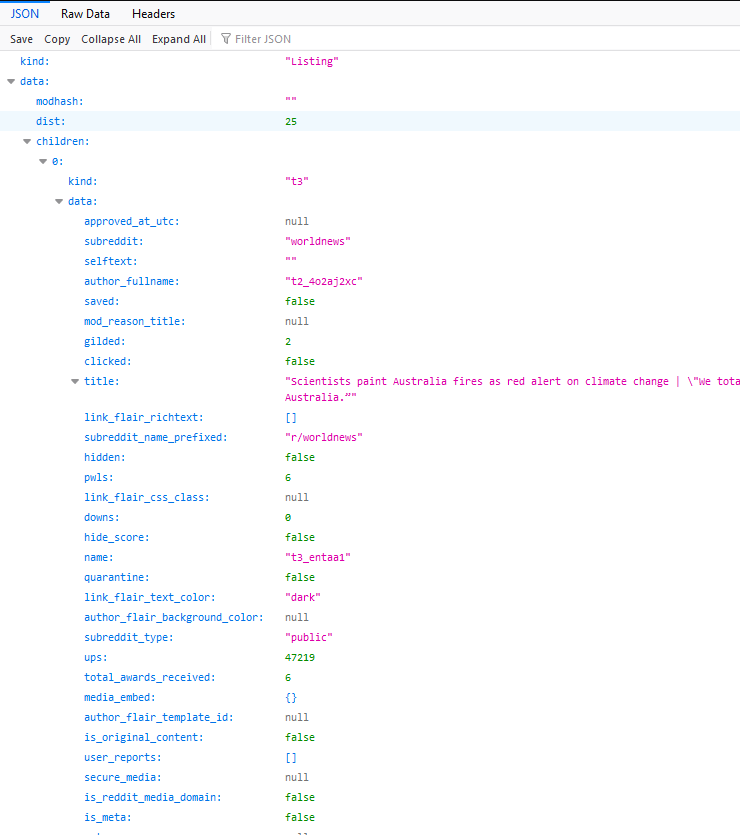 JSON Raw Data Headers
Save Copy Collapse All Expand All Filter JSON
kind: "Listing"
data:
modhash: ""
dist: 25
children:
0:
kind: "t3"
data:
approved_at_utc: null
subreddit: "worldnews"
selftext: ""
author_fullname: "t2_4o2aj2xc"
saved: false
mod_reason_title: null
gilded: 2
clicked: false
title: "Scientists paint Australia fires as red alert on climate change | \"We tota
Australia.”"
link_flair_richtext: []
subreddit_name_prefixed: "r/worldnews"
hidden: false
pwls: 6
link_flair_css_class: null
downs: 0
hide_score: false
name: "t3_entaa1"
quarantine: false
link_flair_text_color: "dark"
author_flair_background_color: null
subreddit_type: "public"
ups: 47219
total_awards_received: 6
media_embed: {}
author_flair_template_id: null
is_original_content: false
user_reports: []
secure_media: null
is_reddit_media_domain: false
is_meta: false